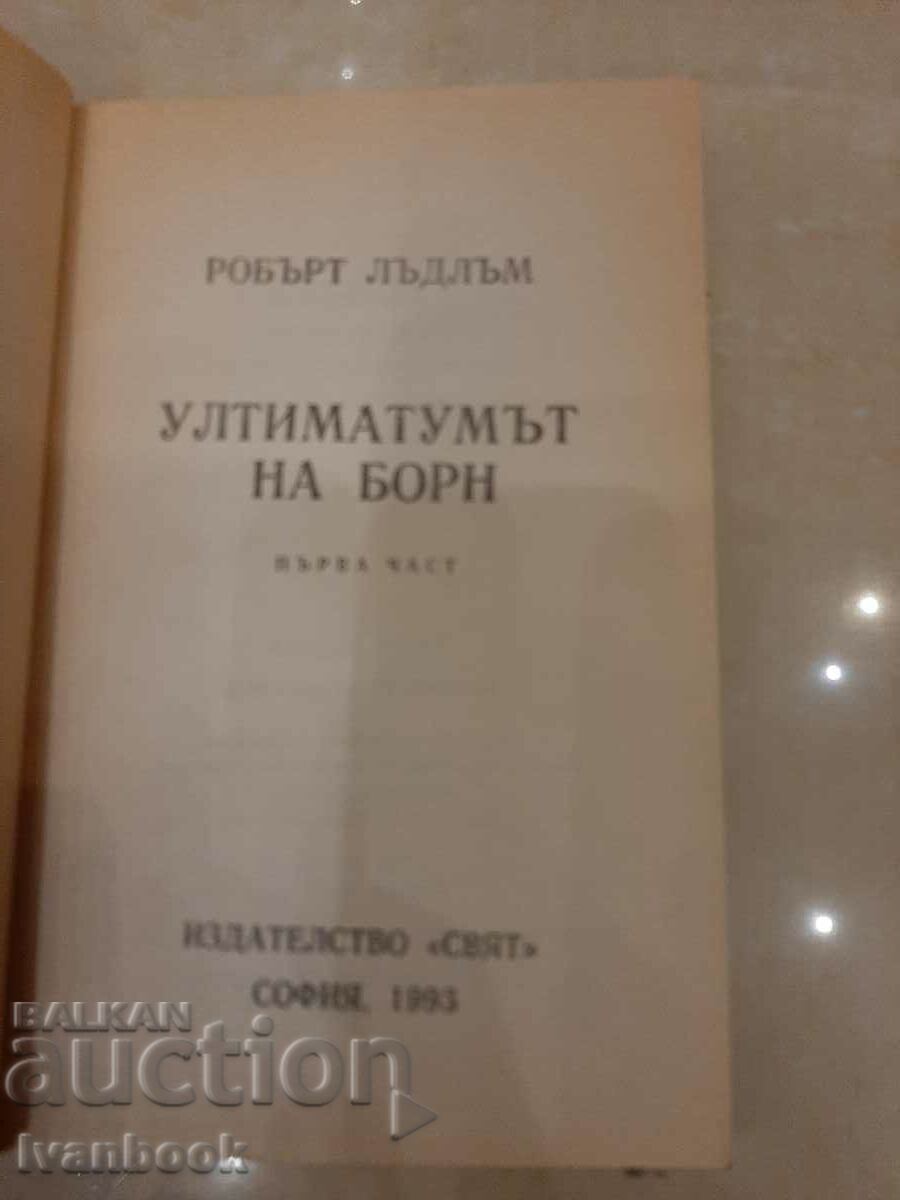 РОБЪРТ ЛЪДЛЪМ
УЛТИМАТУМЪТ
НА БОРН
ПЪРВА ЧАСТ
ИЗДАТЕЛСТВО «СВЯТ»
СОФИЯ, 1993
BALKAN
auction
Ivanbook